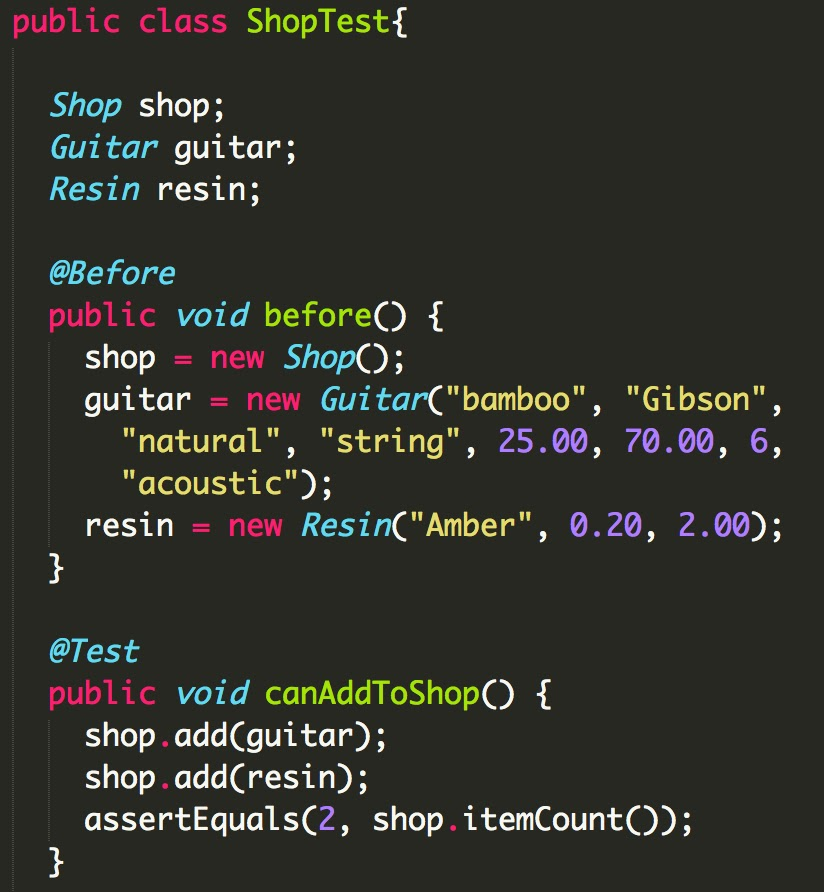 public class ShopTest{
Shop shop;
Guitar guitar;
Resin resin;
@Before
public void before() {
shop = new Shop();
guitar = new Guitar("bamboo", "Gibson",
"natural", "string", 25.00, 70.00, 6,
"acoustic");
resin = new Resin("Amber", 0.20, 2.00);
}
@Test
public void canAddToShop() {
shop.add(guitar);
shop.add(resin);
assertEquals(2, shop.itemCount());
}